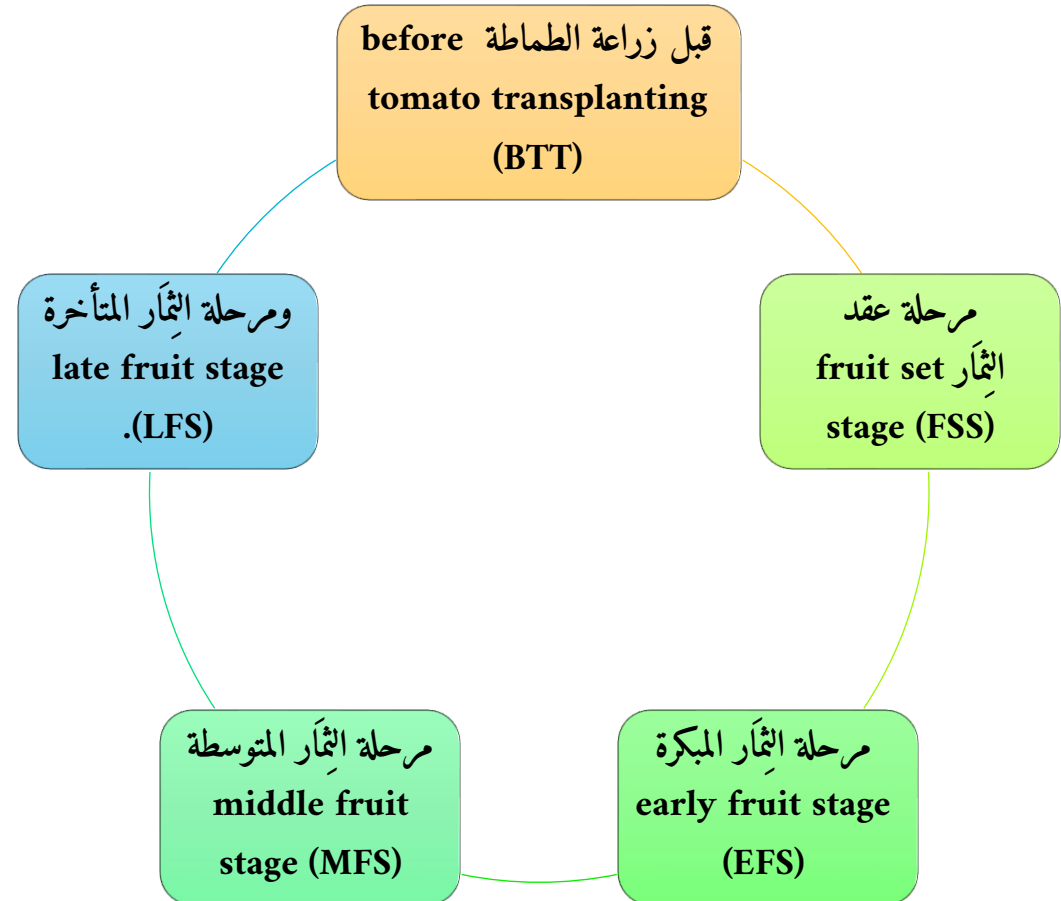 قبل زراعة الطماطة before
tomato transplanting
(BTT)
مرحلة عقد
الثِمَار fruit set
stage (FSS)
مرحلة الثِمَار المبكرة
early fruit stage
(EFS)
مرحلة الثِمَار المتوسطة
middle fruit
stage (MFS)
ومرحلة الثِمَار المتأخرة
late fruit stage
.(LFS)